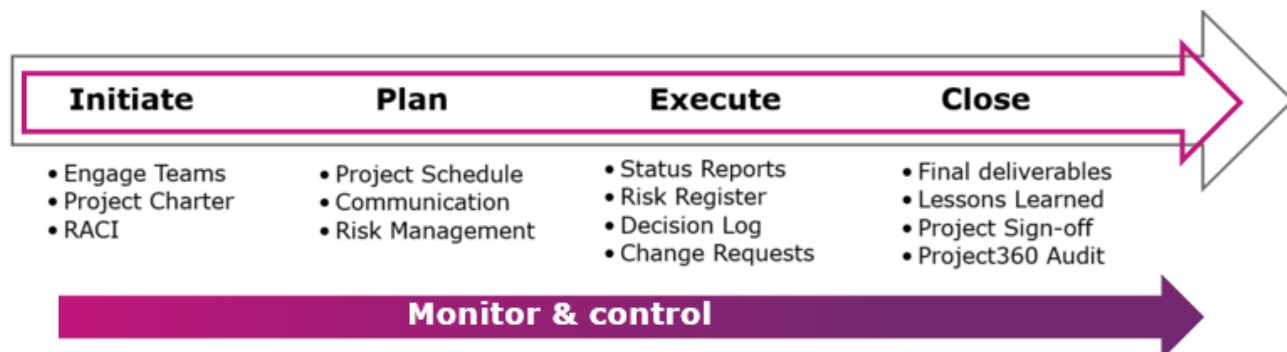 Initiate
Plan
Execute
Close
• Engage Teams
• Project Charter
• RACI
• Project Schedule
• Communication
• Risk Management
• Status Reports
• Risk Register
• Decision Log
• Change Requests
• Final deliverables
• Lessons Learned
• Project Sign-off
• Project360 Audit
Monitor & control